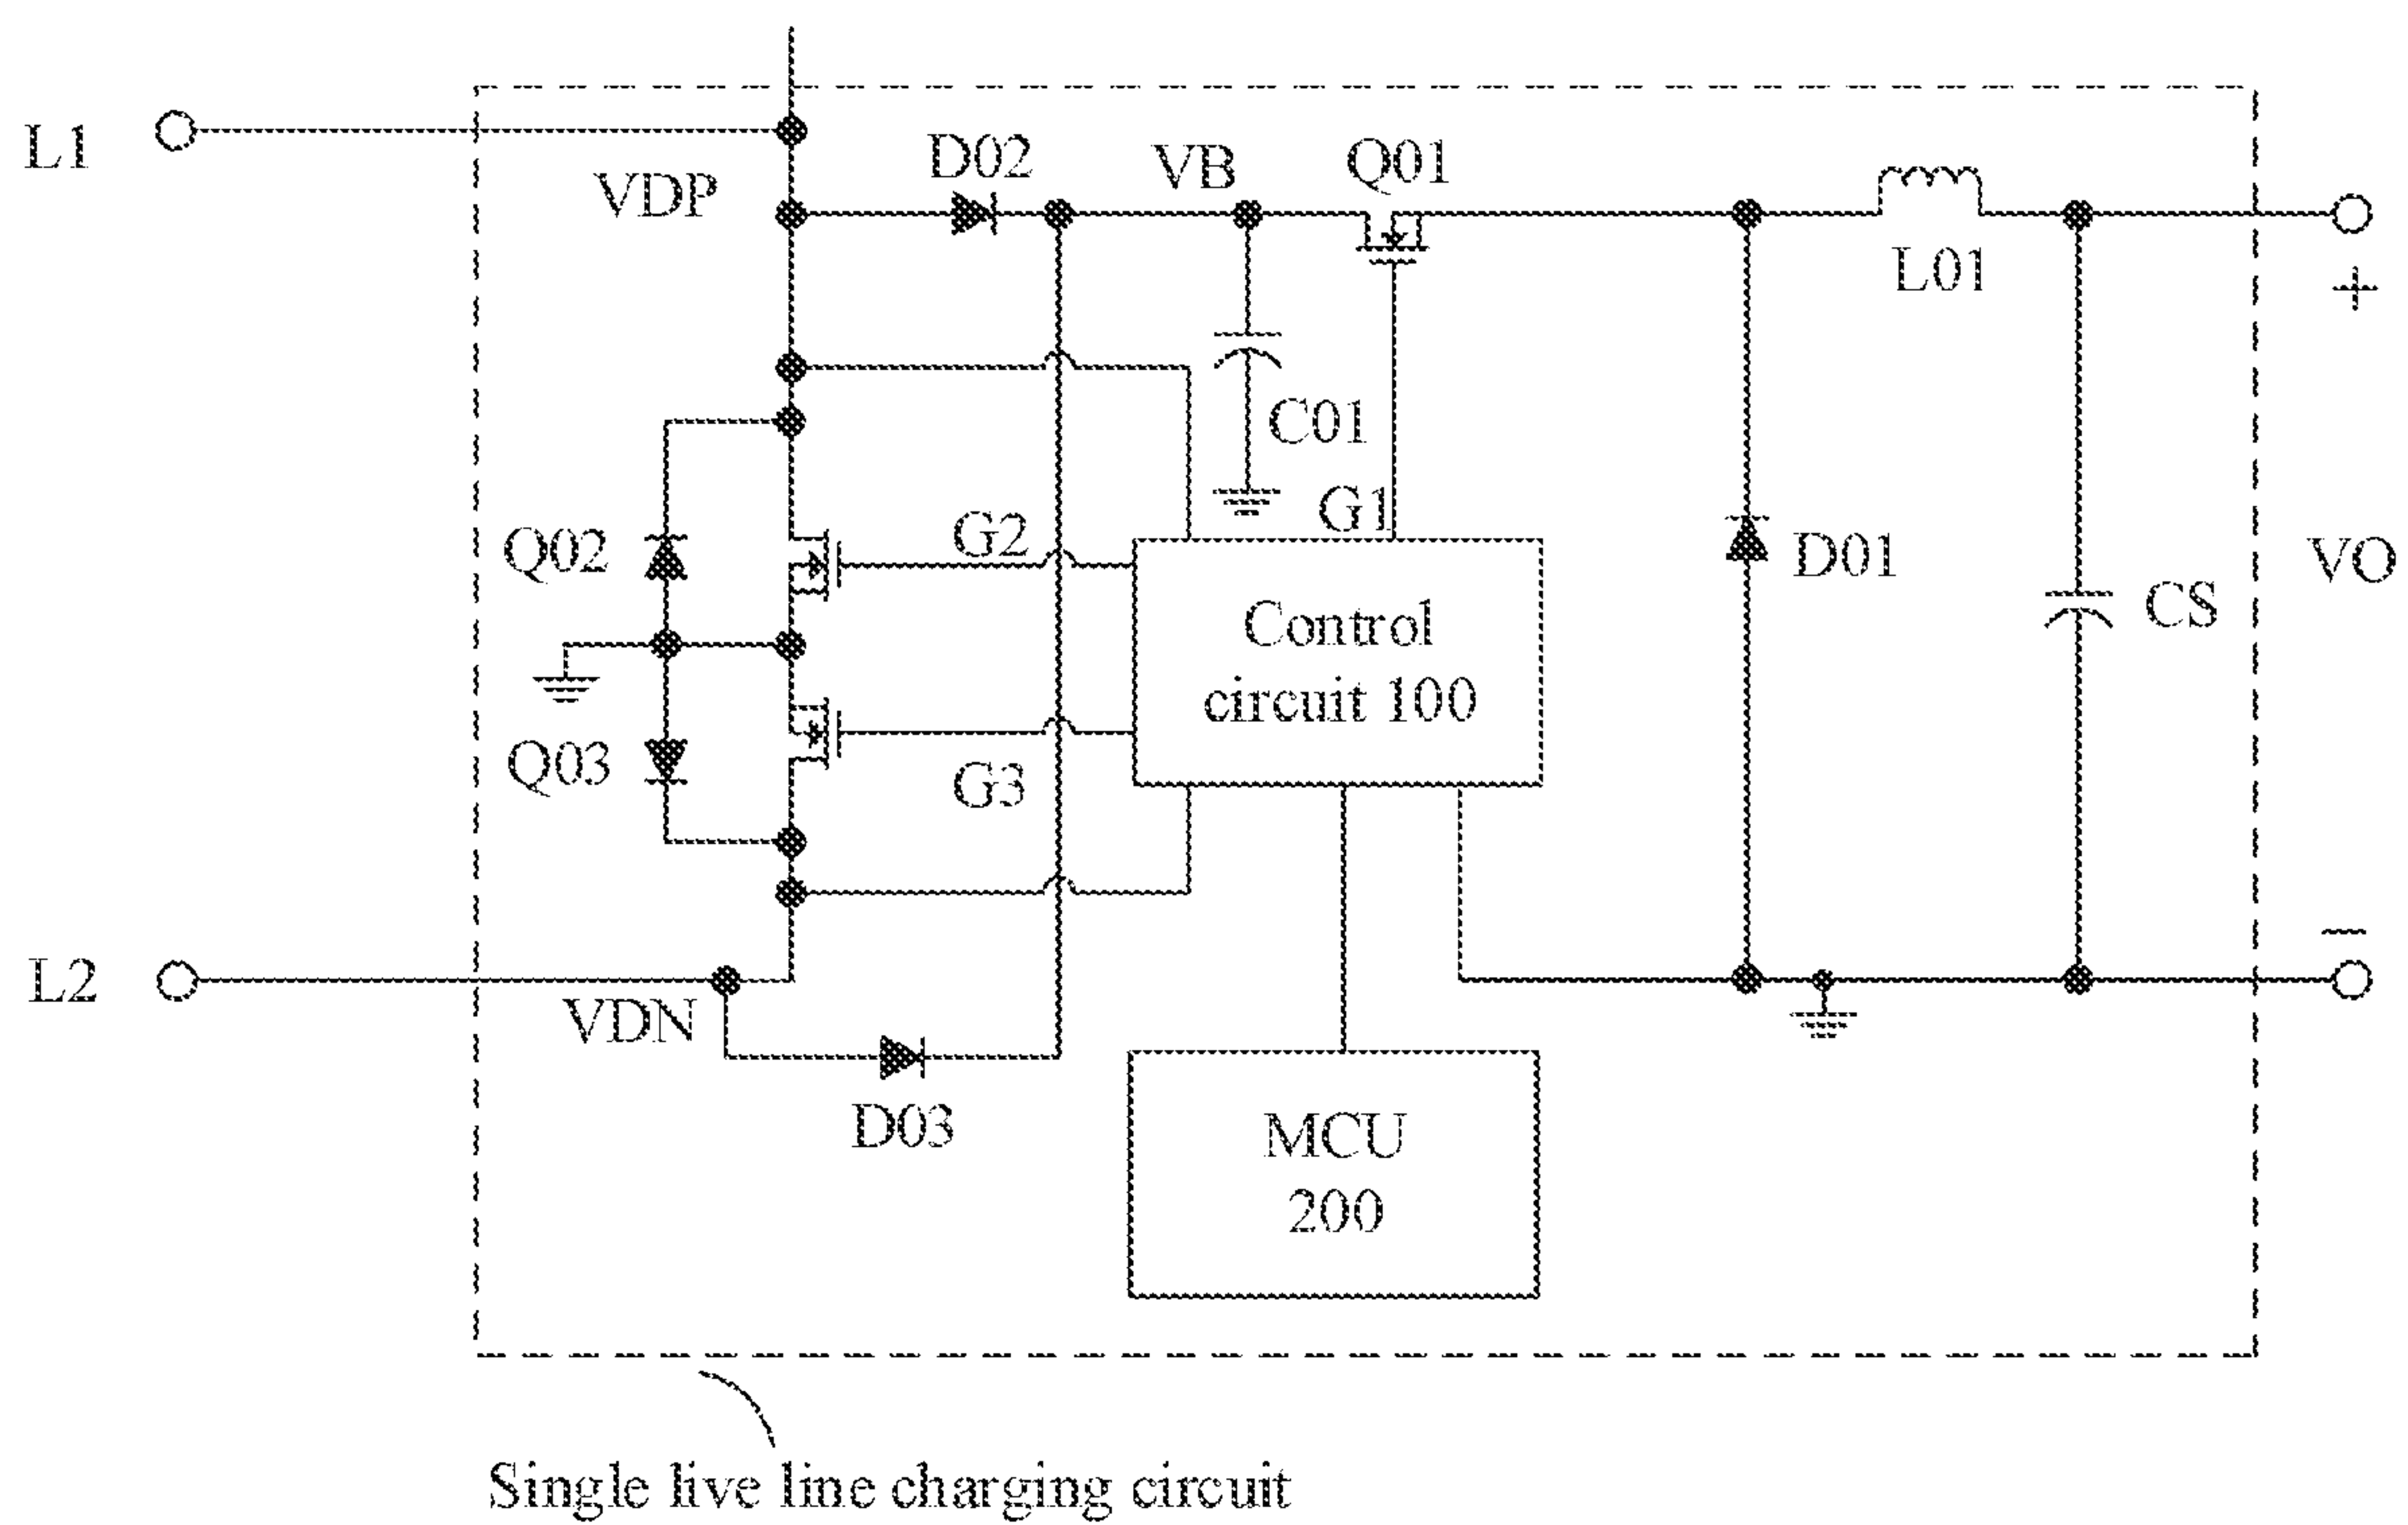 L1
VDP
D02
VB
Q01
L01
+
C01
G1
Q02
G2
Control
circuit 100
D01
CS
VO
Q03
G3
L2
VDN
−
D03
MCU
200
Single live line charging circuit